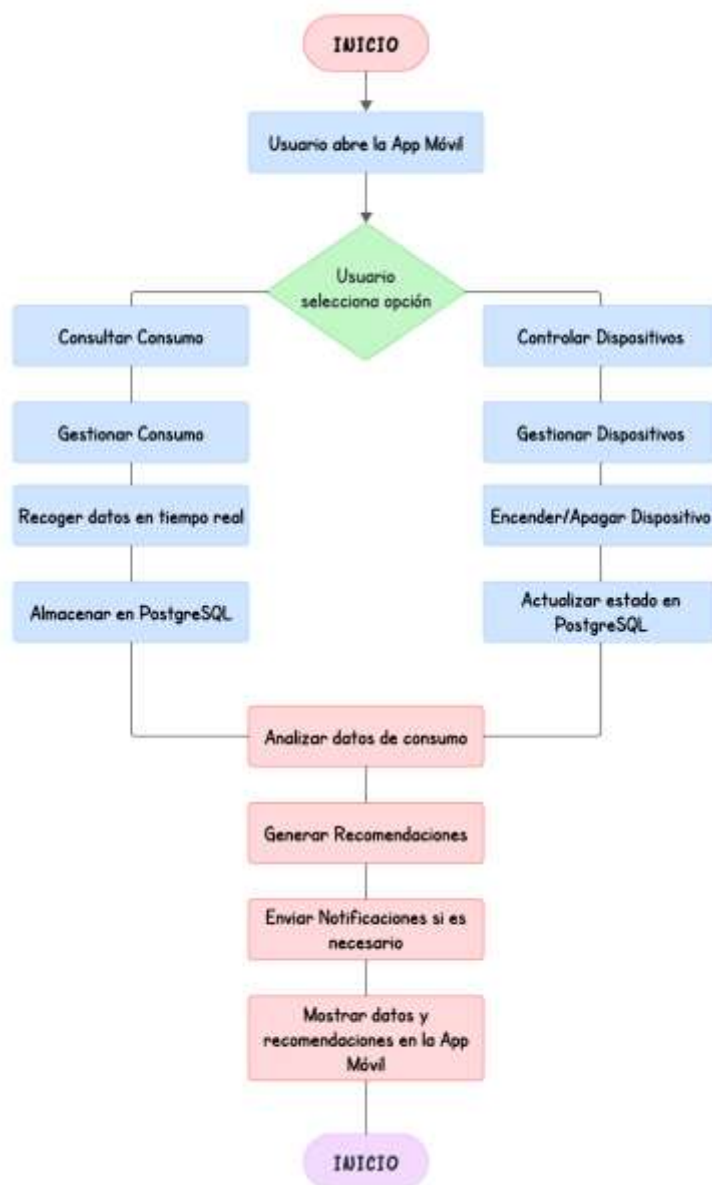 INICIO
Usuario abre la App Móvil
Usuario
selecciona opción
Consultar Consumo
Controlar Dispositivos
Gestionar Consumo
Gestionar Dispositivos
Recoger datos en tiempo real
Encender/Apagar Dispositivo
Almacenar en PostgreSQL
Actualizar estado en
PostgreSQL
Analizar datos de consumo
Generar Recomendaciones
Enviar Notificaciones si es
necesario
Mostrar datos y
recomendaciones en la App
Móvil
INICIO